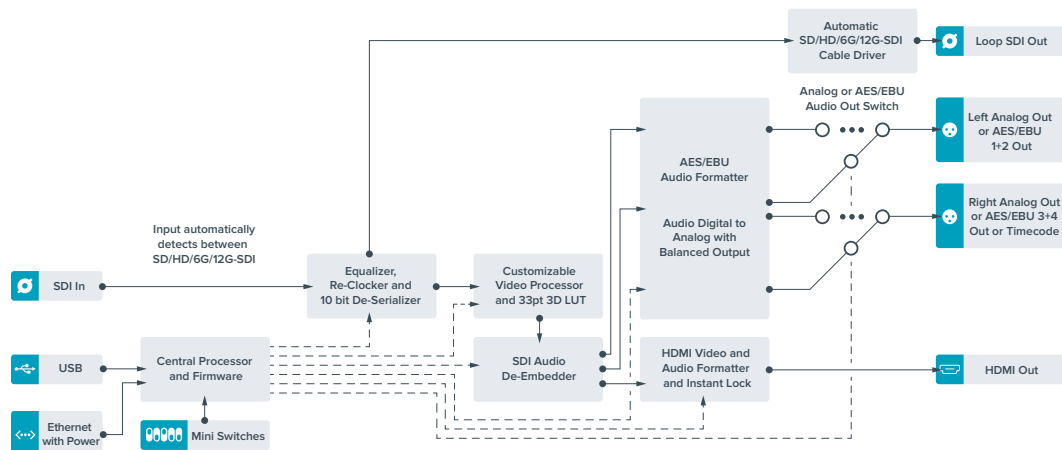 Automatic
SD/HD/6G/12G-SDI
Cable Driver
Loop SDI Out
Analog or AES/EBU
Audio Out Switch
Left Analog Out
or AES/EBU
1+2 Out
AES/EBU
Audio Formatter
Right Analog Out
or AES/EBU 3+4
Out or Timecode
Audio Digital to
Analog with
Balanced Output
Input automatically
detects between
SD/HD/6G/12G-SDI
SDI In
Equalizer,
Re-Clocker and
10 bit De-Serializer
Customizable
Video Processor
and 33pt 3D LUT
USB
Central Processor
and Firmware
SDI Audio
De-Embedder
HDMI Video and
Audio Formatter
and Instant Lock
HDMI Out
Ethernet
with Power
Mini Switches